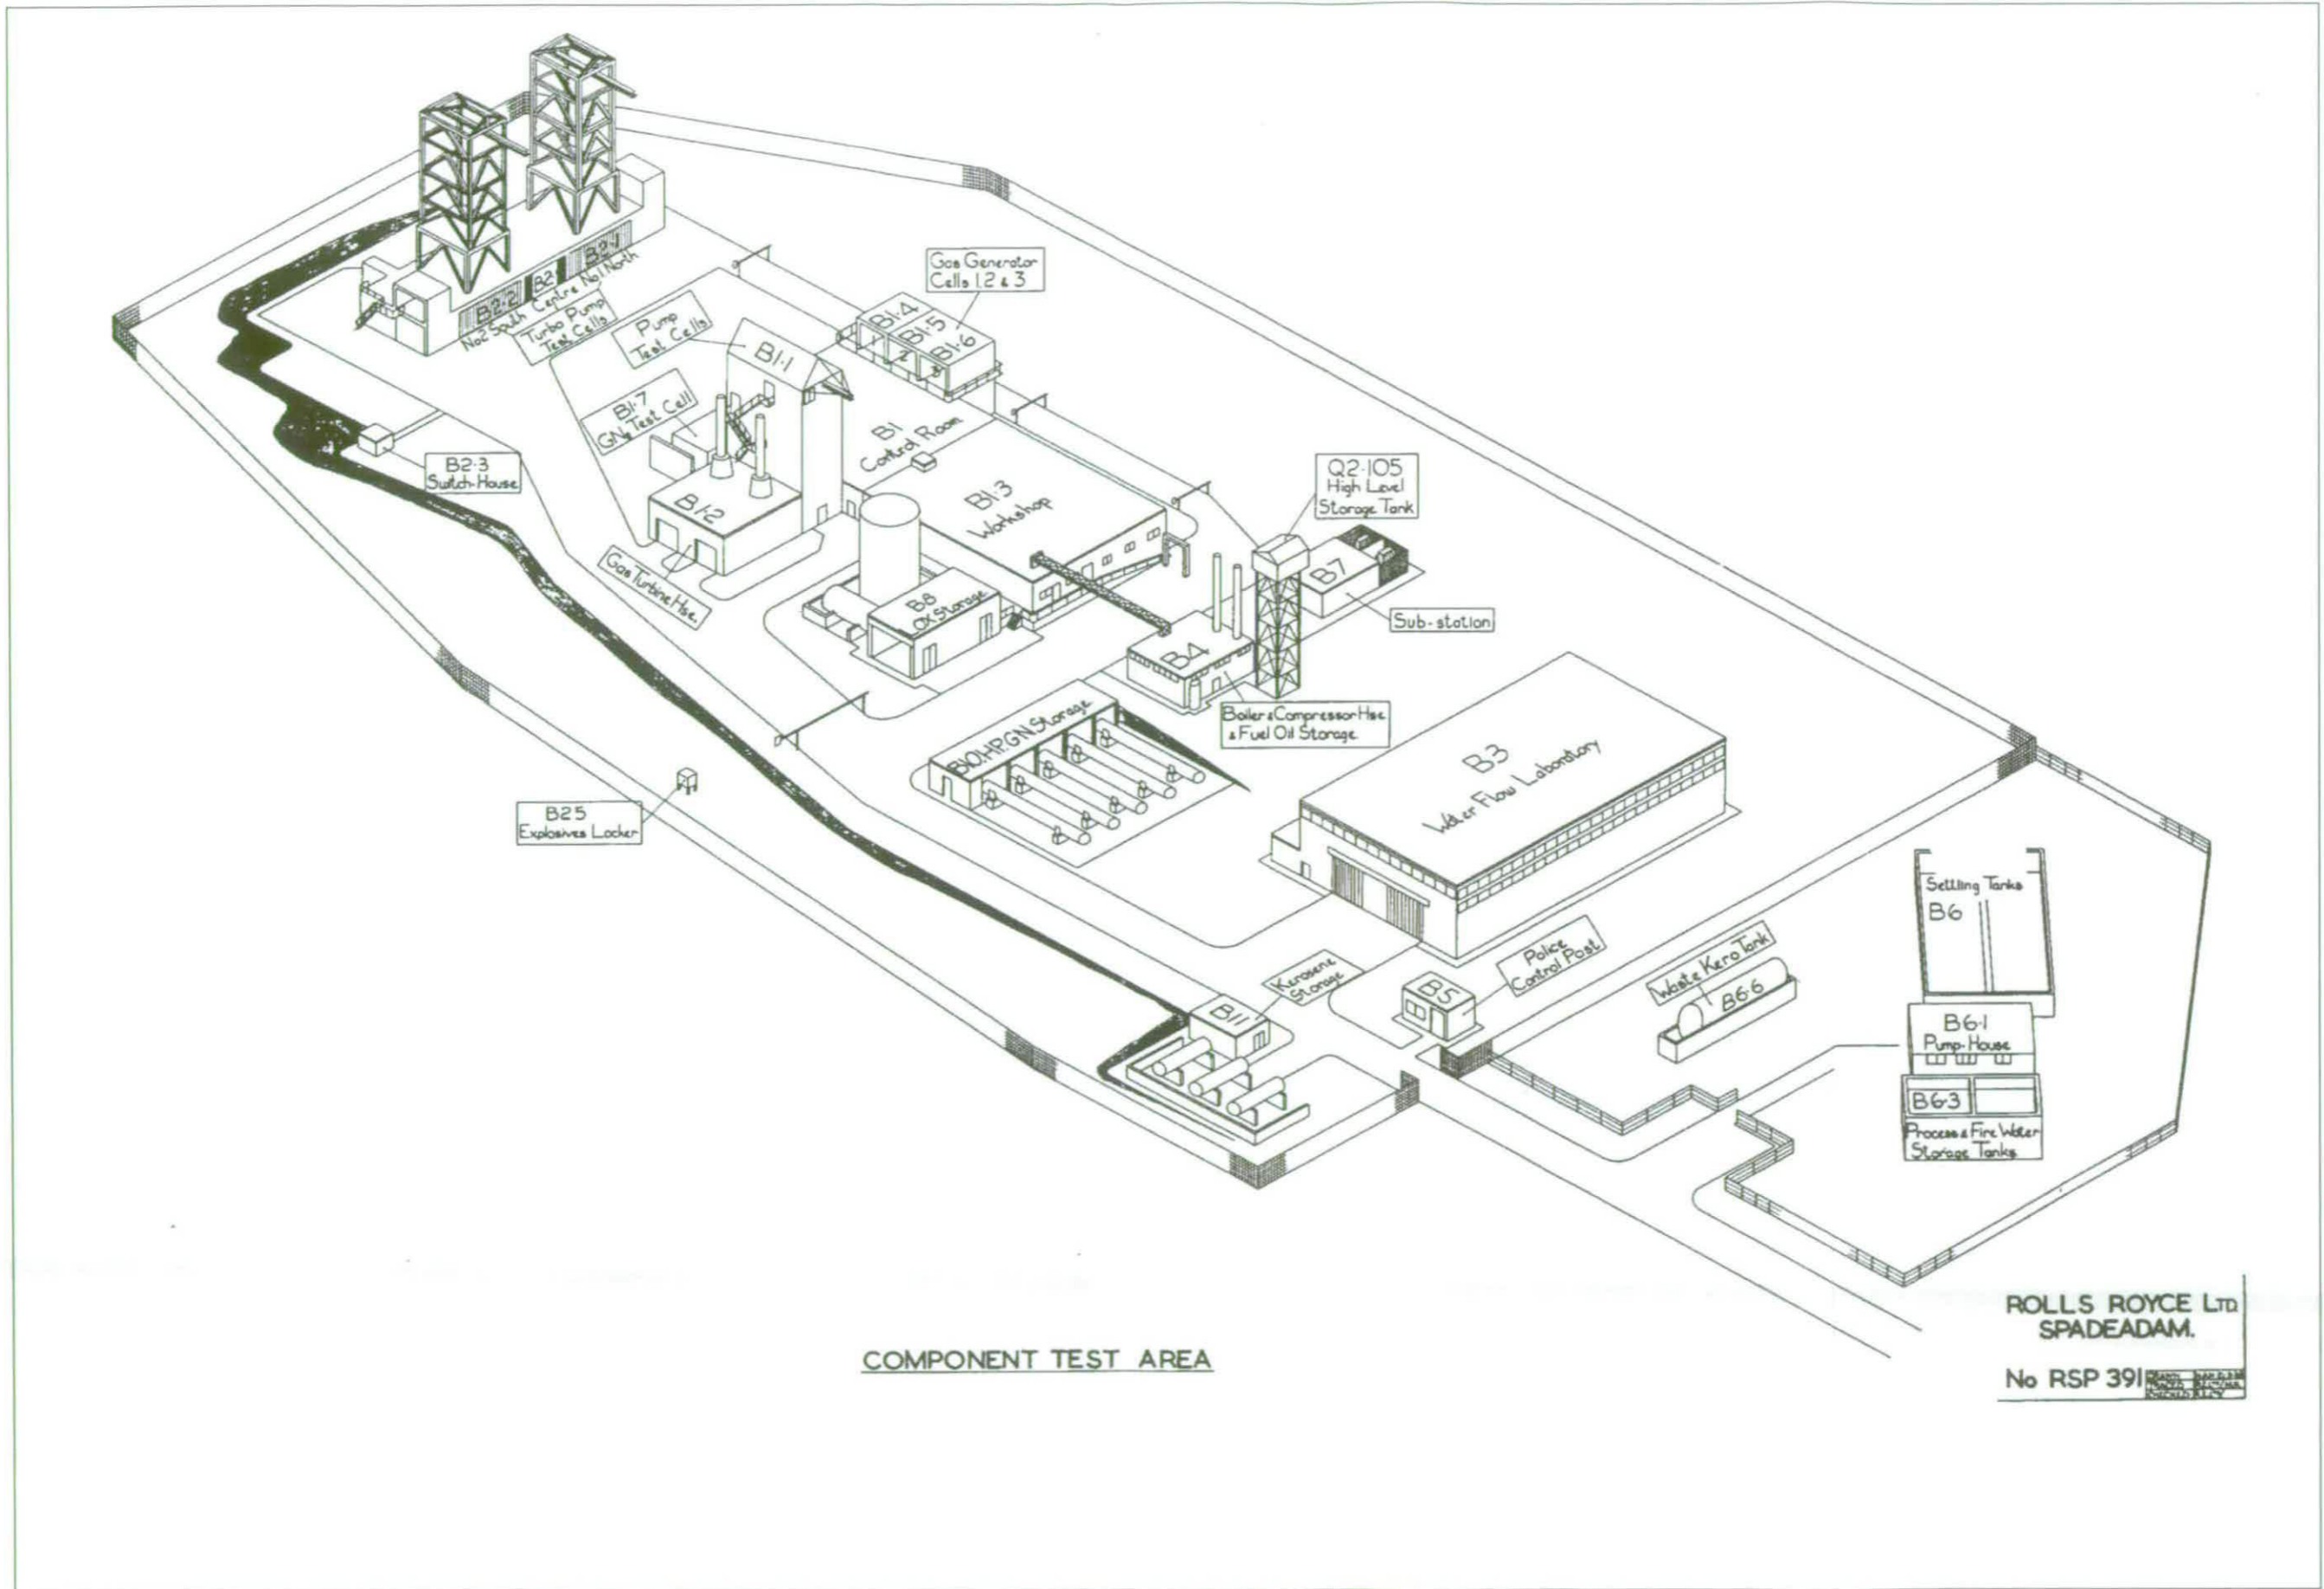 Gas Generator
Cells 1.2 & 3
B2·1
B2
B2·2
No2 South Centre No1 North
Turbo Pump
Test Cells
Pump
Test Cells
B1·1
B1·4
B1·5
B1·6
1
2
3
B1·7
GN2 Test Cell
B1
Control Room
B2·3
Switch-House
B1·2
Gas Turbine Hse.
B1·3
Workshop
Q2·105
High Level
Storage Tank
B7
Sub-station
B8
OX Storage
B4
Boiler & Compressor Hse
& Fuel Oil Storage
B10. H.P. GN. Storage
B3
Water Flow Laboratory
B25
Explosives Locker
Settling Tanks
B6
Kerosene
Storage
B11
B5
Police
Control Post
Waste Kero Tank
B6·6
B6·1
Pump-House
B6·3
Process & Fire Water
Storage Tanks
COMPONENT TEST AREA
ROLLS ROYCE LTD
SPADEADAM.
No RSP 391